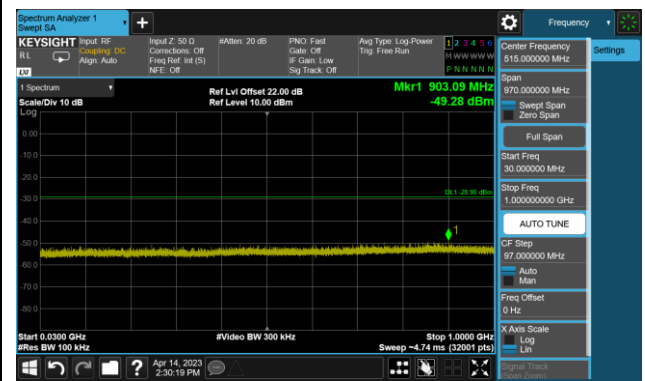 Spectrum Analyzer 1
Swept SA
Frequency
KEYSIGHT
RL
LXI
Input: RF
Coupling: DC
Align: Auto
Input Z: 50 Ω
Corrections: Off
Freq Ref: Int (S)
NFE: Off
#Atten: 20 dB
PNO: Fast
Gate: Off
IF Gain: Low
Sig Track: Off
Avg Type: Log-Power
Trig: Free Run
1 2 3 4 5 6
M W W W W W
P N N N N N
1 Spectrum
Scale/Div 10 dB
Log
Ref Lvl Offset 22.00 dB
Ref Level 10.00 dBm
Mkr1 903.09 MHz
-49.28 dBm
0.00
-10.0
-20.0
-30.0
-40.0
-50.0
-60.0
-70.0
-80.0
DL1 -28.90 dBm
1
Start 0.0300 GHz
#Res BW 100 kHz
#Video BW 300 kHz
Stop 1.0000 GHz
Sweep ~4.74 ms (32001 pts)
?
Apr 14, 2023
2:30:19 PM
Center Frequency
515.000000 MHz
Span
970.000000 MHz
Swept Span
Zero Span
Full Span
Start Freq
30.000000 MHz
Stop Freq
1.000000000 GHz
AUTO TUNE
CF Step
97.000000 MHz
Auto
Man
Freq Offset
0 Hz
X Axis Scale
Log
Lin
Signal Track
(Span Zoom)
Settings